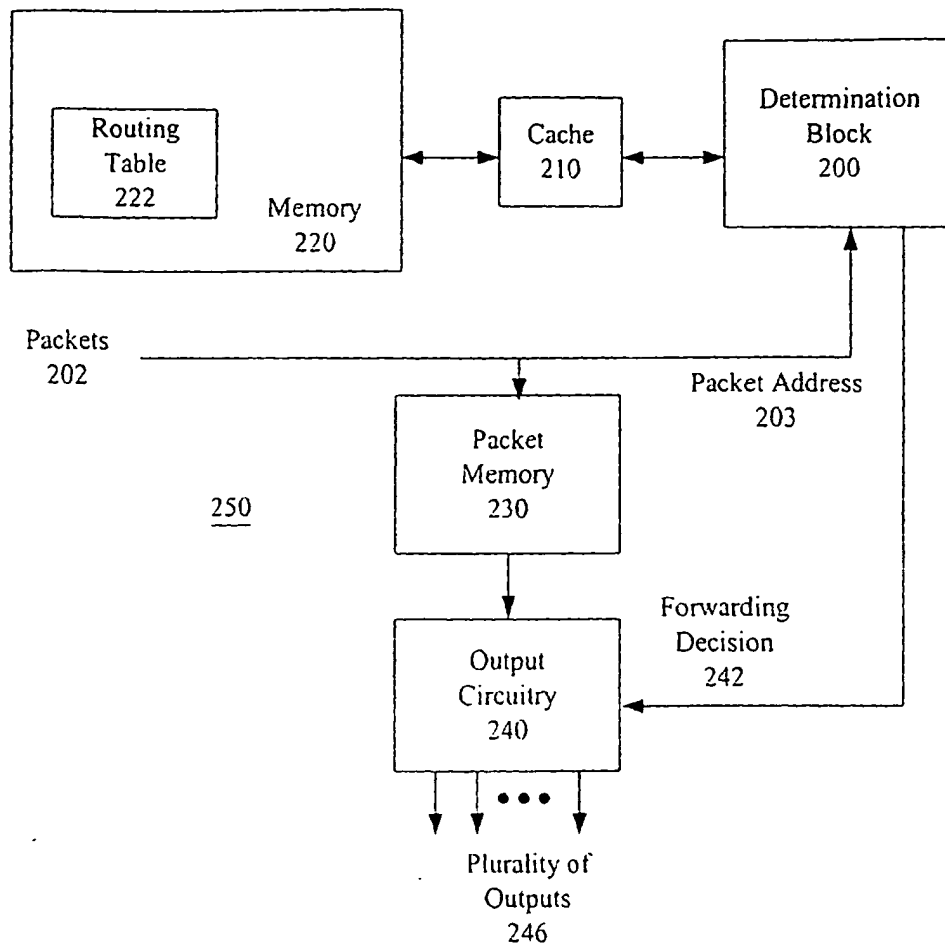 Routing
Table
222
Memory
220
Cache
210
Determination
Block
200
Packets
202
Packet Address
203
Packet
Memory
230
250
Forwarding
Decision
242
Output
Circuitry
240
Plurality of
Outputs
246